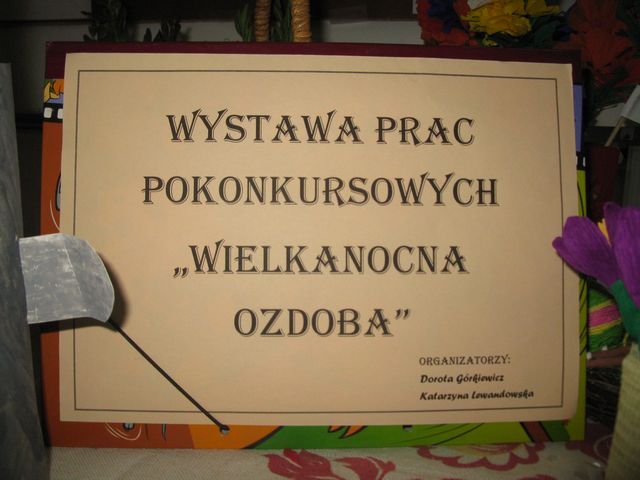 WYSTAWA PRAC
POKONKURSOWYCH
„WIELKANOCNA
OZDOBA”
ORGANIZATORZY:
Dorota Górkiewicz
Katarzyna Lewandowska